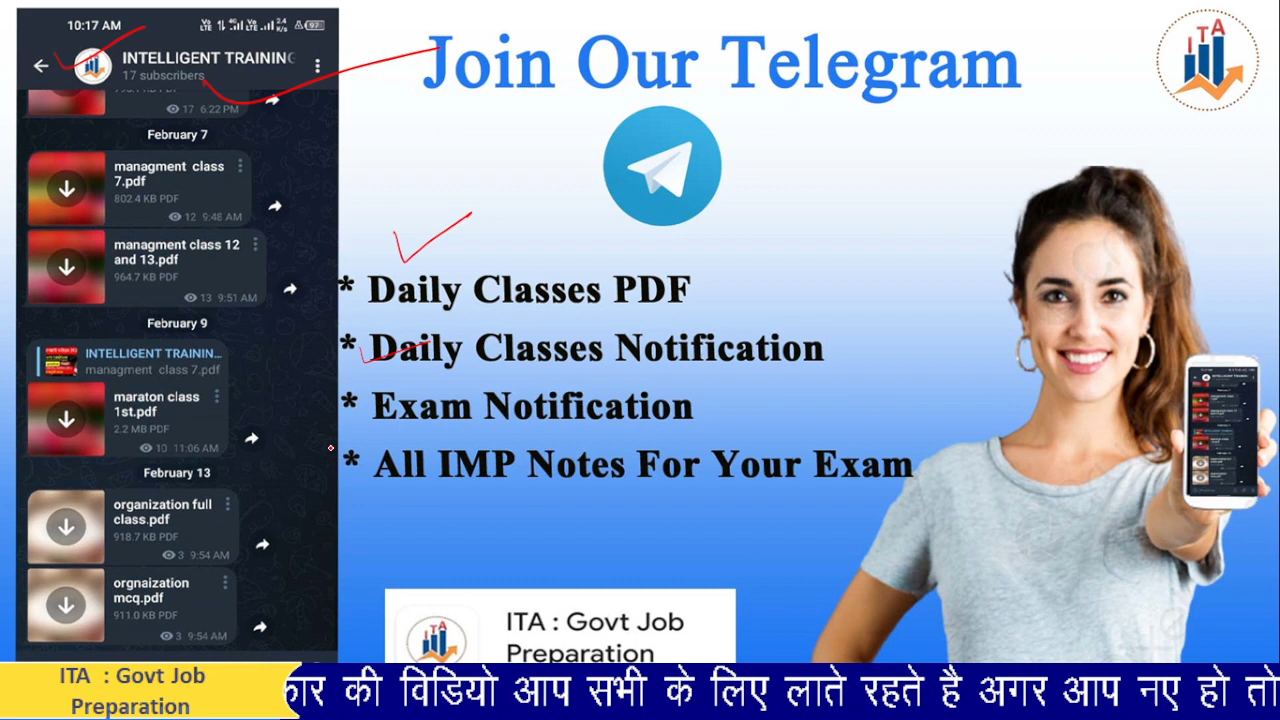 10:17 AM
INTELLIGENT TRAINING
17 subscribers
17 6:22 PM
February 7
managment class
7.pdf
802.4 KB PDF
12 9:48 AM
managment class 12
and 13.pdf
964.7 KB PDF
13 9:51 AM
February 9
INTELLIGENT TRAININ...
managment class 7.pdf
maraton class
1st.pdf
2.2 MB PDF
10 11:06 AM
February 13
organization full
class.pdf
918.7 KB PDF
3 9:54 AM
orgnaization
mcq.pdf
911.0 KB PDF
3 9:54 AM
Join Our Telegram
ITA
* Daily Classes PDF
* Daily Classes Notification
* Exam Notification
* All IMP Notes For Your Exam
ITA
ITA : Govt Job
Preparation
ITA : Govt Job
Preparation
की विडियो आप सभी के लिए लाते रहते है अगर आप नए हो तो